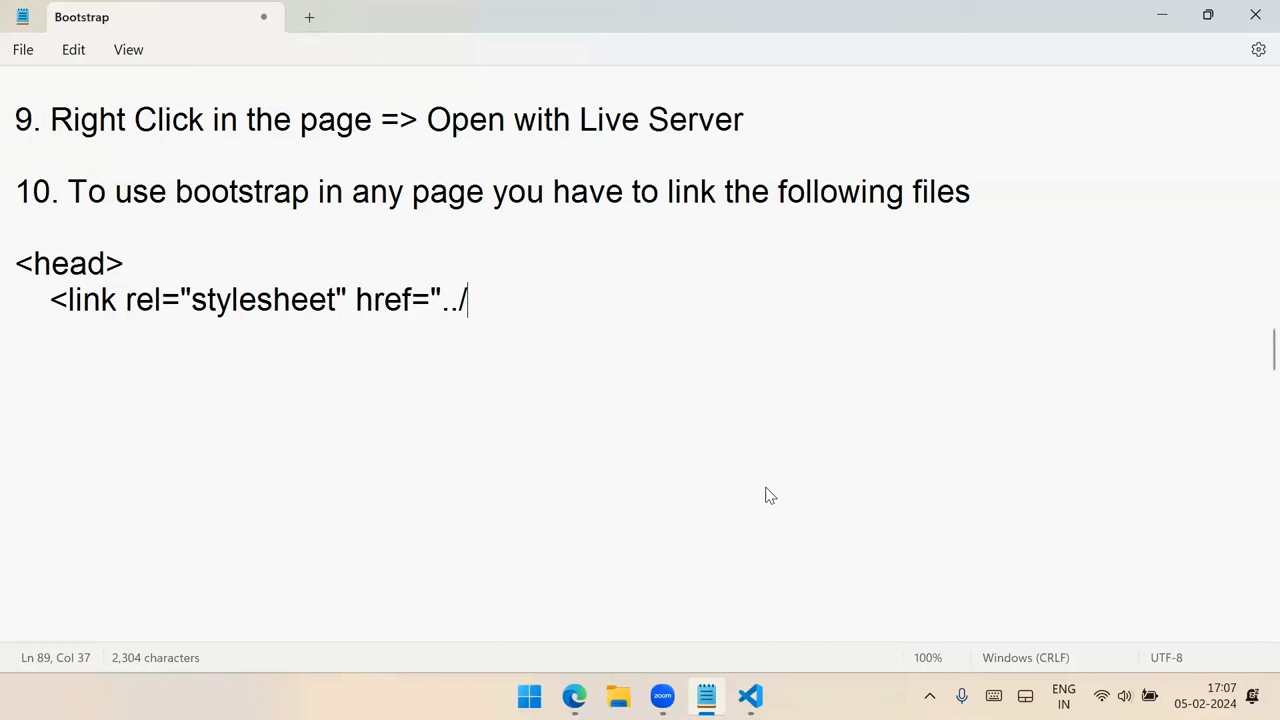 Bootstrap
File Edit View
9. Right Click in the page => Open with Live Server
10. To use bootstrap in any page you have to link the following files
<head>
<link rel="stylesheet" href="../
Ln 89, Col 37 2,304 characters 100% Windows (CRLF) UTF-8
zoom
ENG
IN
17:07
05-02-2024